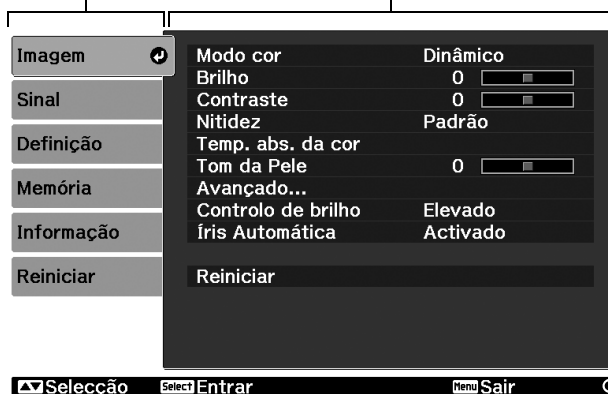 Imagem
Sinal
Definição
Memória
Informação
Reiniciar
Modo cor Dinâmico
Brilho 0
Contraste 0
Nitidez Padrão
Temp. abs. da cor
Tom da Pele 0
Avançado...
Controlo de brilho Elevado
Íris Automática Activado
Reiniciar
Selecção Select Entrar Menu Sair